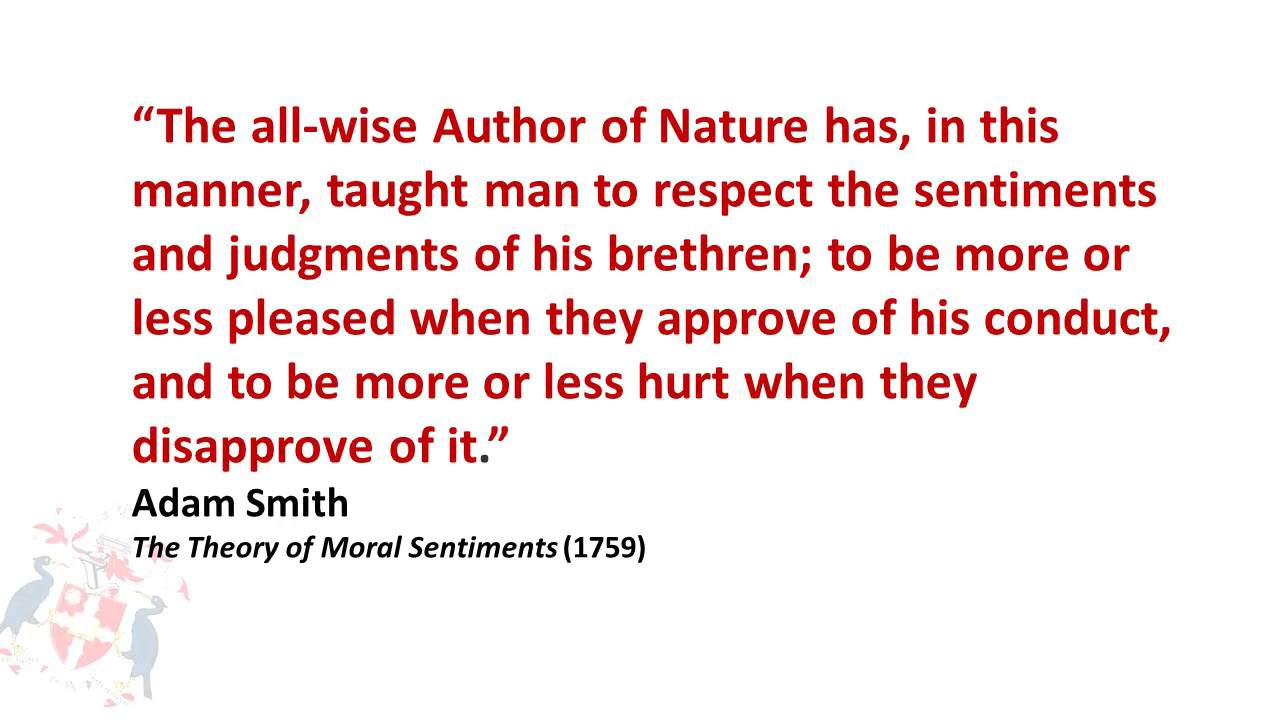 “The all-wise Author of Nature has, in this
manner, taught man to respect the sentiments
and judgments of his brethren; to be more or
less pleased when they approve of his conduct,
and to be more or less hurt when they
disapprove of it.”
Adam Smith
The Theory of Moral Sentiments (1759)